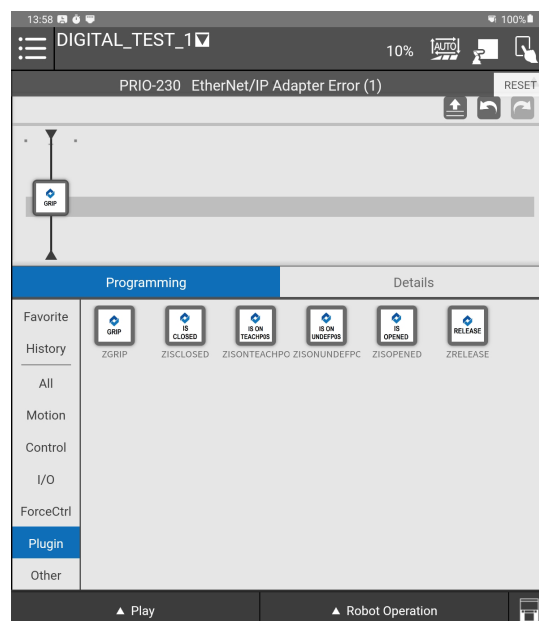 13:58
100%
DIGITAL_TEST_1
10%
AUTO
PRIO-230 EtherNet/IP Adapter Error (1)
RESET
GRIP
Programming
Details
Favorite
History
All
Motion
Control
I/O
ForceCtrl
Plugin
Other
GRIP
ZGRIP
IS
CLOSED
ZISCLOSED
IS ON
TEACHPOS
ZISONTEACHPO
IS ON
UNDEFPOS
ZISONUNDEFPC
IS
OPENED
ZISOPENED
RELEASE
ZRELEASE
▲ Play
▲ Robot Operation